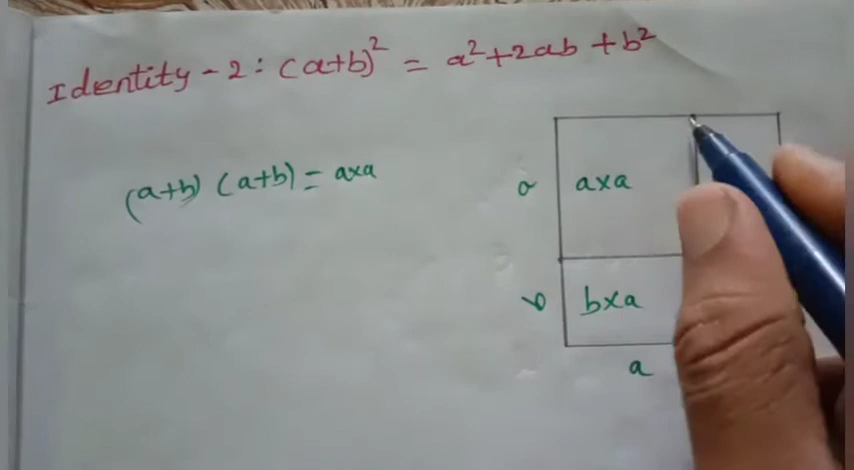 Identity - 2 : (a+b)² = a²+2ab +b²
(a+b) (a+b) = axa
a
axa
b
bxa
a